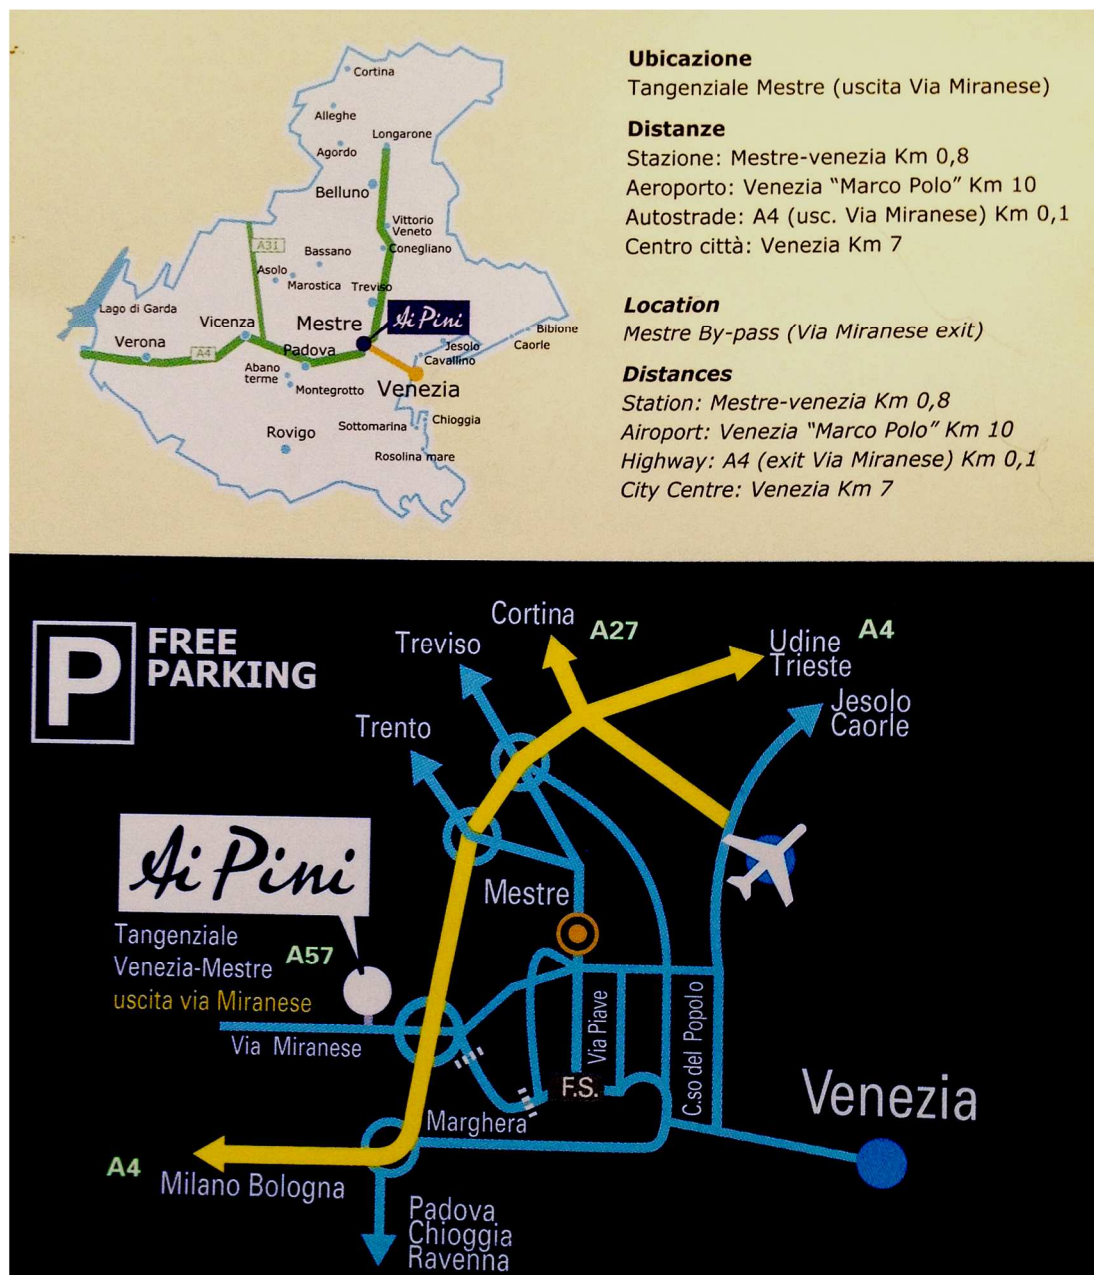 Cortina
Alleghe
Longarone
Agordo
Belluno
Vittorio
Veneto
Conegliano
A31
Bassano
Asolo
Marostica
Treviso
Lago di Garda
Vicenza
Mestre
Ai Pini
Bibione
Caorle
Verona
A4
Padova
Jesolo
Cavallino
Abano
terme
Montegrotto
Venezia
Sottomarina
Chioggia
Rovigo
Rosolina mare
Ubicazione
Tangenziale Mestre (uscita Via Miranese)
Distanze
Stazione: Mestre-venezia Km 0,8
Aeroporto: Venezia “Marco Polo” Km 10
Autostrade: A4 (usc. Via Miranese) Km 0,1
Centro città: Venezia Km 7
Location
Mestre By-pass (Via Miranese exit)
Distances
Station: Mestre-venezia Km 0,8
Airoport: Venezia “Marco Polo” Km 10
Highway: A4 (exit Via Miranese) Km 0,1
City Centre: Venezia Km 7
P
FREE
PARKING
Cortina
A27
Treviso
Udine
Trieste
A4
Jesolo
Caorle
Trento
Ai Pini
Mestre
Tangenziale
Venezia-Mestre
A57
uscita via Miranese
Via Miranese
Via Piave
C.so del Popolo
F.S.
Marghera
Venezia
A4
Milano Bologna
Padova
Chioggia
Ravenna